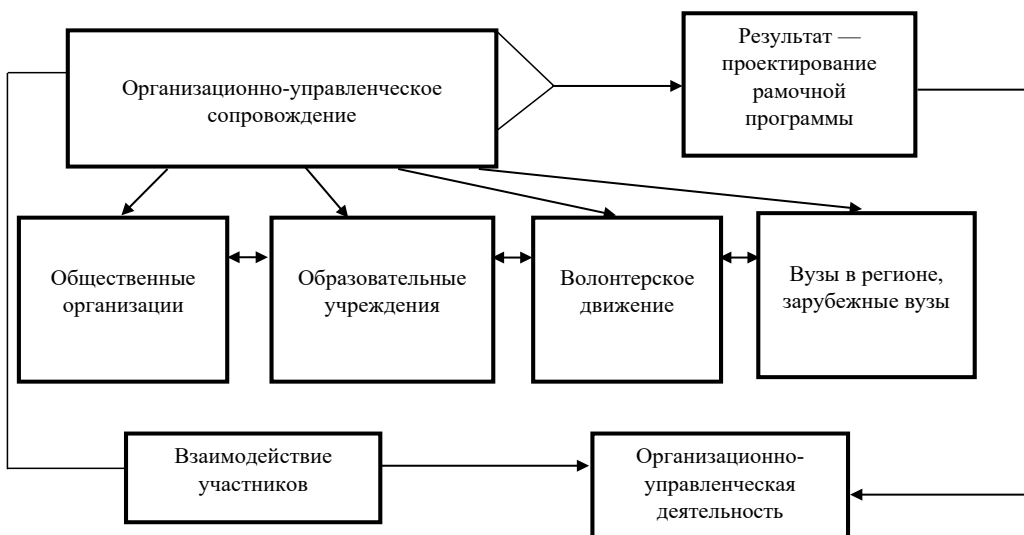 Организационно-управленческое
сопровождение
Результат —
проектирование
рамочной
программы
Общественные
организации
Образовательные
учреждения
Волонтерское
движение
Вузы в регионе,
зарубежные вузы
Взаимодействие
участников
Организационно-
управленческая
деятельность